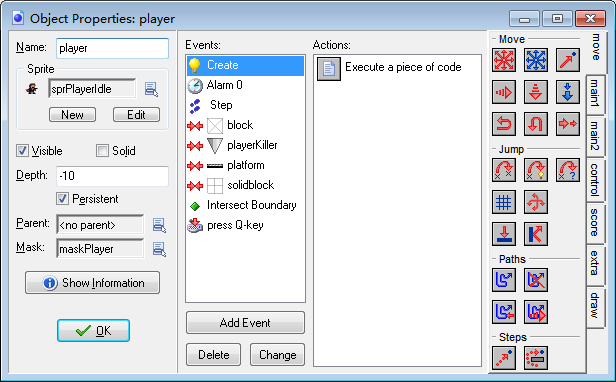 Object Properties: player
Name: player
Sprite
sprPlayerIdle
New Edit
Visible Solid
Depth: -10
Persistent
Parent: <no parent>
Mask: maskPlayer
Show Information
OK
Events:
Create
Alarm 0
Step
block
playerKiller
platform
solidblock
Intersect Boundary
press Q-key
Add Event
Delete Change
Actions:
Execute a piece of code
Move
Jump
Paths
Steps
move
main1
main2
control
score
extra
draw